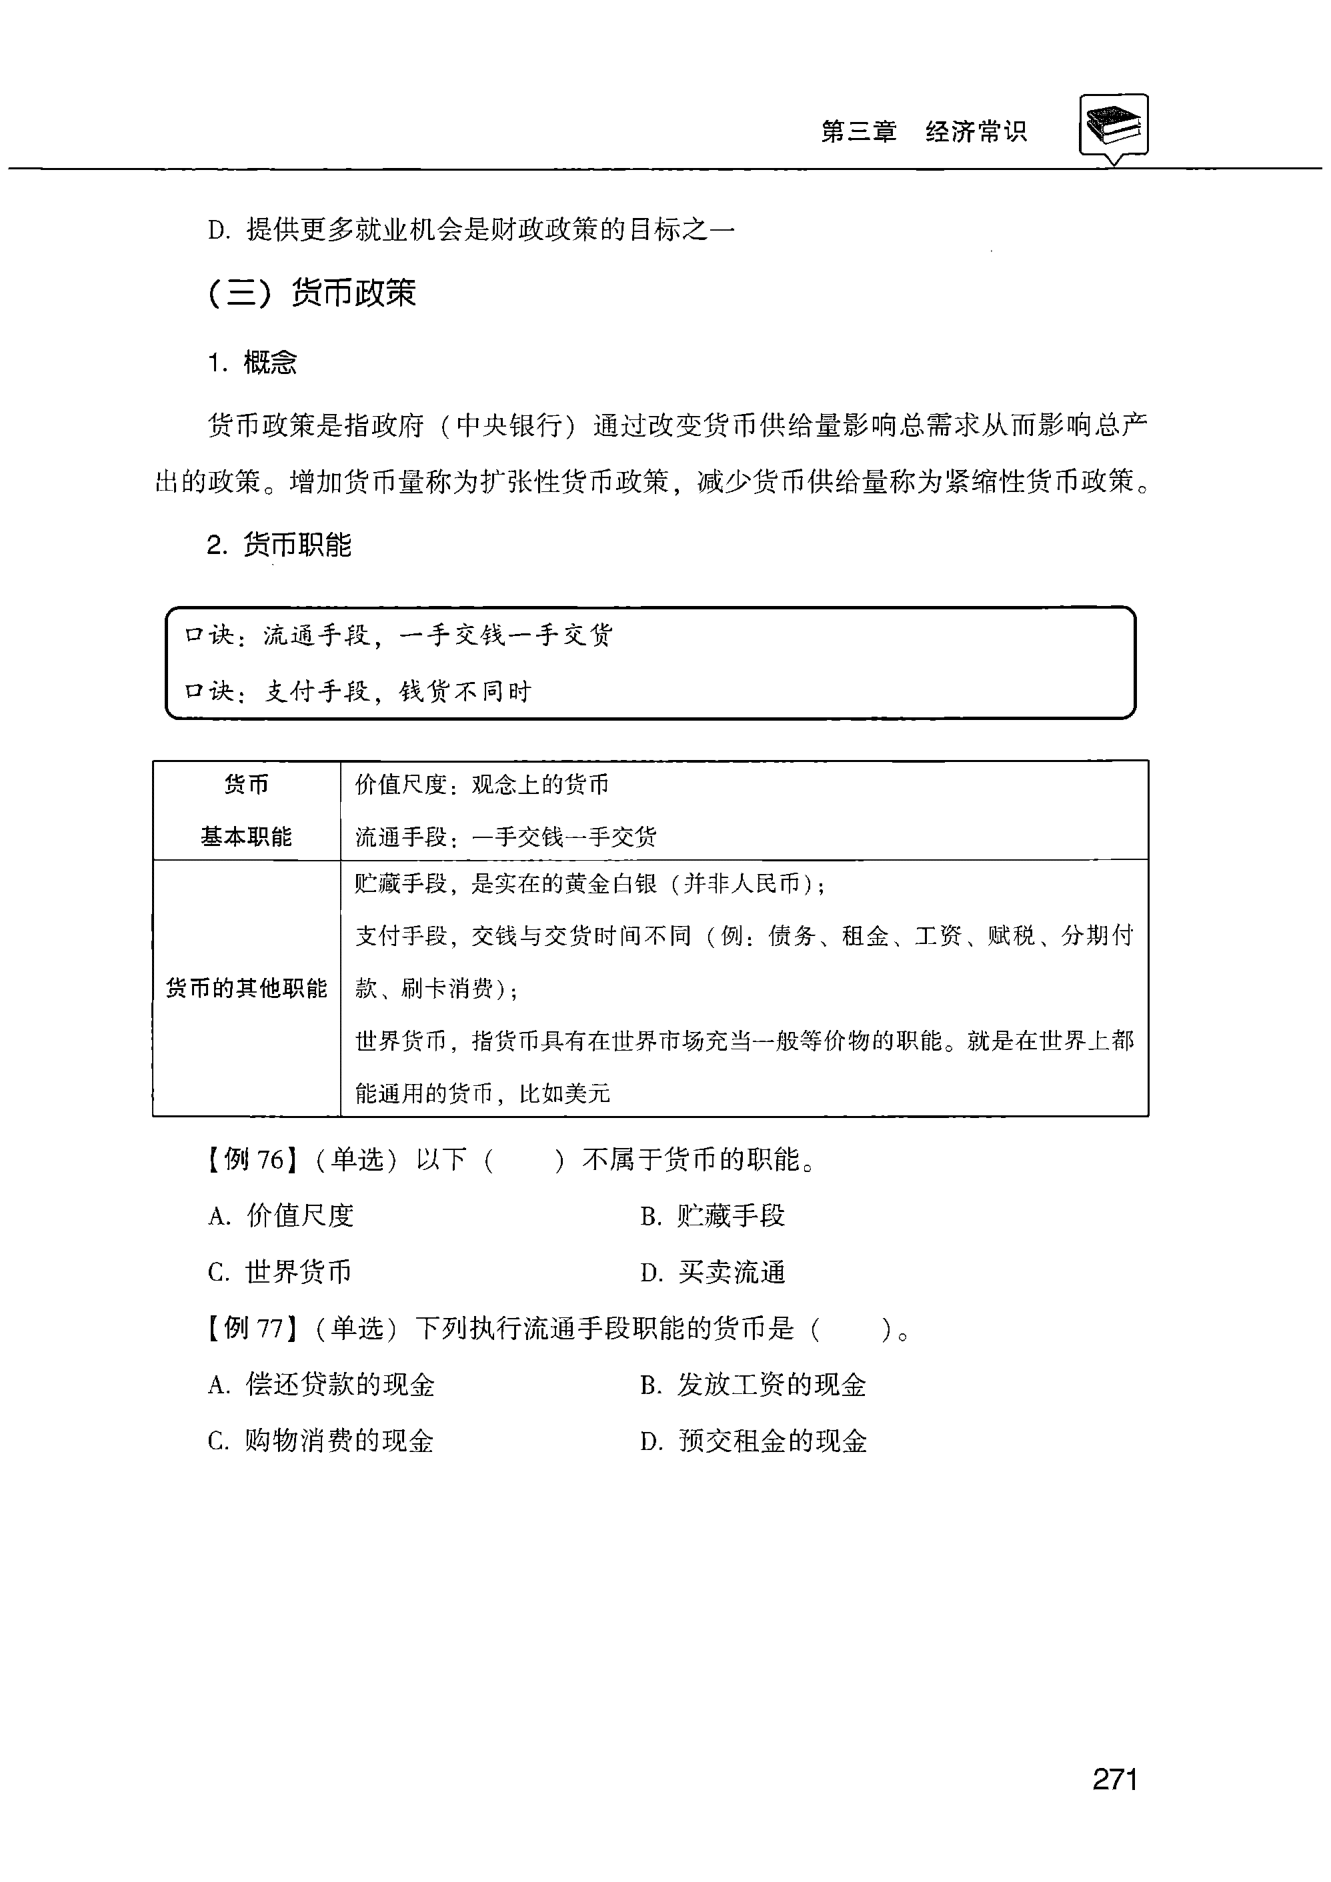 第三章 经济常识
D. 提供更多就业机会是财政政策的目标之一
（三）货币政策
1. 概念
货币政策是指政府（中央银行）通过改变货币供给量影响总需求从而影响总产
出的政策。增加货币量称为扩张性货币政策，减少货币供给量称为紧缩性货币政策。
2. 货币职能
口诀：流通手段，一手交钱一手交货
口诀：支付手段，钱货不同时
货币
基本职能
价值尺度：观念上的货币
流通手段：一手交钱一手交货
货币的其他职能
贮藏手段，是实在的黄金白银（并非人民币）；
支付手段，交钱与交货时间不同（例：债务、租金、工资、赋税、分期付
款、刷卡消费）；
世界货币，指货币具有在世界市场充当一般等价物的职能。就是在世界上都
能通用的货币，比如美元
【例 76】（单选）以下（　　）不属于货币的职能。
A. 价值尺度 B. 贮藏手段
C. 世界货币 D. 买卖流通
【例 77】（单选）下列执行流通手段职能的货币是（　　）。
A. 偿还贷款的现金 B. 发放工资的现金
C. 购物消费的现金 D. 预交租金的现金
271